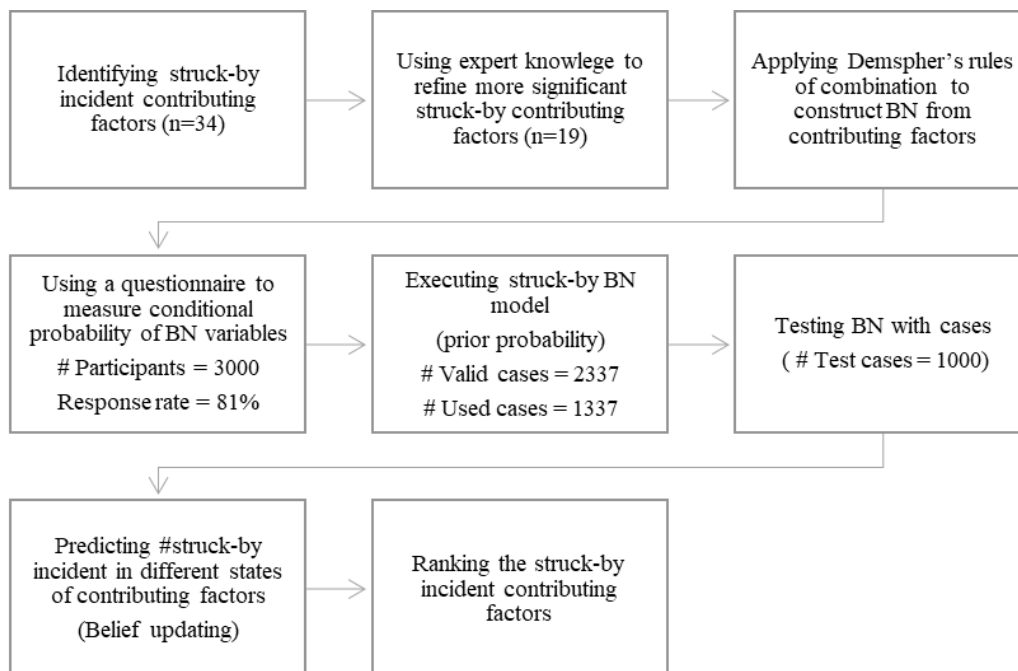 Identifying struck-by
incident contributing
factors (n=34)
Using expert knowlege to
refine more significant
struck-by contributing
factors (n=19)
Applying Demspher's rules
of combination to
construct BN from
contributing factors
Using a questionnaire to
measure conditional
probability of BN variables
# Participants = 3000
Response rate = 81%
Executing struck-by BN
model
(prior probability)
# Valid cases = 2337
# Used cases = 1337
Testing BN with cases
( # Test cases = 1000)
Predicting #struck-by
incident in different states
of contributing factors
(Belief updating)
Ranking the struck-by
incident contributing
factors